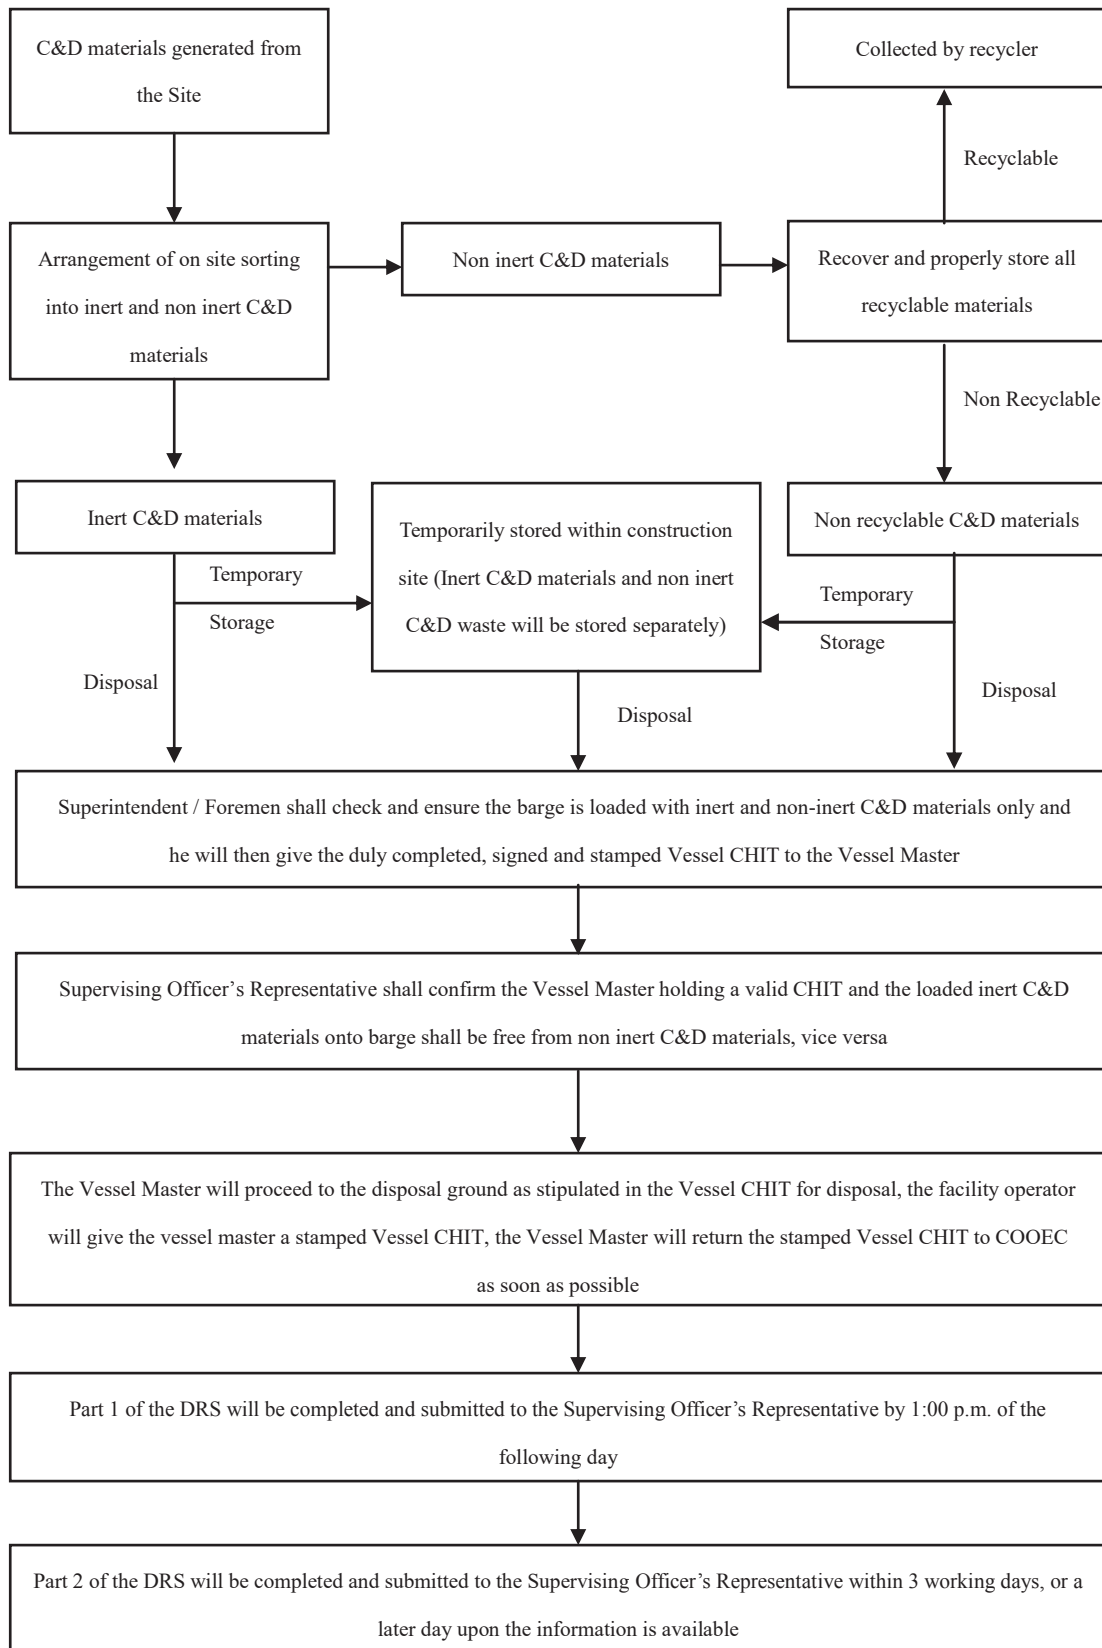 C&D materials generated from
the Site
Collected by recycler
Recyclable
Arrangement of on site sorting
into inert and non inert C&D
materials
Non inert C&D materials
Recover and properly store all
recyclable materials
Non Recyclable
Inert C&D materials
Temporarily stored within construction
site (Inert C&D materials and non inert
C&D waste will be stored separately)
Non recyclable C&D materials
Temporary
Storage
Temporary
Storage
Disposal
Disposal
Disposal
Superintendent / Foremen shall check and ensure the barge is loaded with inert and non-inert C&D materials only and
he will then give the duly completed, signed and stamped Vessel CHIT to the Vessel Master
Supervising Officer’s Representative shall confirm the Vessel Master holding a valid CHIT and the loaded inert C&D
materials onto barge shall be free from non inert C&D materials, vice versa
The Vessel Master will proceed to the disposal ground as stipulated in the Vessel CHIT for disposal, the facility operator
will give the vessel master a stamped Vessel CHIT, the Vessel Master will return the stamped Vessel CHIT to COOEC
as soon as possible
Part 1 of the DRS will be completed and submitted to the Supervising Officer’s Representative by 1:00 p.m. of the
following day
Part 2 of the DRS will be completed and submitted to the Supervising Officer’s Representative within 3 working days, or a
later day upon the information is available